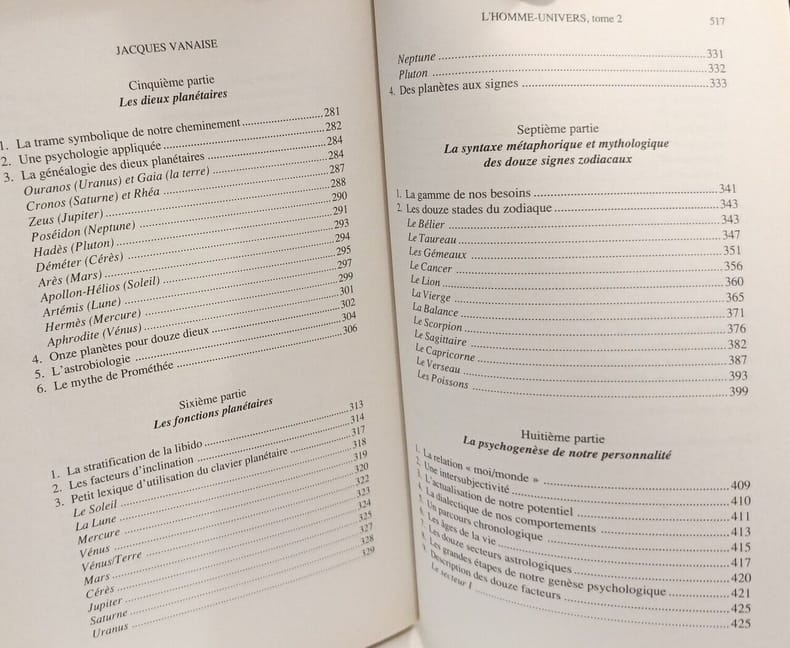 JACQUES VANAISE
Cinquième partie
Les dieux planétaires
1. La trame symbolique de notre cheminement ........ 281
2. Une psychologie appliquée ........ 282
3. La généalogie des dieux planétaires ........ 284
Ouranos (Uranus) et Gaia (la terre) ........ 284
Cronos (Saturne) et Rhéa ........ 287
Zeus (Jupiter) ........ 288
Poséidon (Neptune) ........ 290
Hadès (Pluton) ........ 291
Déméter (Cérès) ........ 293
Arès (Mars) ........ 294
Apollon-Hélios (Soleil) ........ 295
Artémis (Lune) ........ 297
Hermès (Mercure) ........ 299
Aphrodite (Vénus) ........ 301
4. Onze planètes pour douze dieux ........ 302
5. L'astrobiologie ........ 304
6. Le mythe de Prométhée ........ 306
Sixième partie
Les fonctions planétaires
1. La stratification de la libido ........ 313
2. Les facteurs d'inclination ........ 314
3. Petit lexique d'utilisation du clavier planétaire ........ 317
Le Soleil ........ 318
La Lune ........ 319
Mercure ........ 320
Vénus ........ 322
Vénus/Terre ........ 323
Mars ........ 324
Cérès ........ 325
Jupiter ........ 327
Saturne ........ 328
Uranus ........ 329
L'HOMME-UNIVERS, tome 2 517
Neptune ........ 331
Pluton ........ 332
4. Des planètes aux signes ........ 333
Septième partie
La syntaxe métaphorique et mythologique
des douze signes zodiacaux
1. La gamme de nos besoins ........ 341
2. Les douze stades du zodiaque ........ 343
Le Bélier ........ 343
Le Taureau ........ 347
Les Gémeaux ........ 351
Le Cancer ........ 356
Le Lion ........ 360
La Vierge ........ 365
La Balance ........ 371
Le Scorpion ........ 376
Le Sagittaire ........ 382
Le Capricorne ........ 387
Le Verseau ........ 393
Les Poissons ........ 399
Huitième partie
La psychogenèse de notre personnalité
1. La relation « moi/monde » ........ 409
2. Une intersubjectivité ........ 410
3. L'actualisation de notre potentiel ........ 411
4. La dialectique de nos comportements ........ 413
5. Un parcours chronologique ........ 415
6. Les âges de la vie ........ 417
7. Les douze secteurs astrologiques ........ 420
8. Les grandes étapes de notre genèse psychologique ........ 421
9. Description des douze facteurs ........ 425
Le secteur I ........ 425